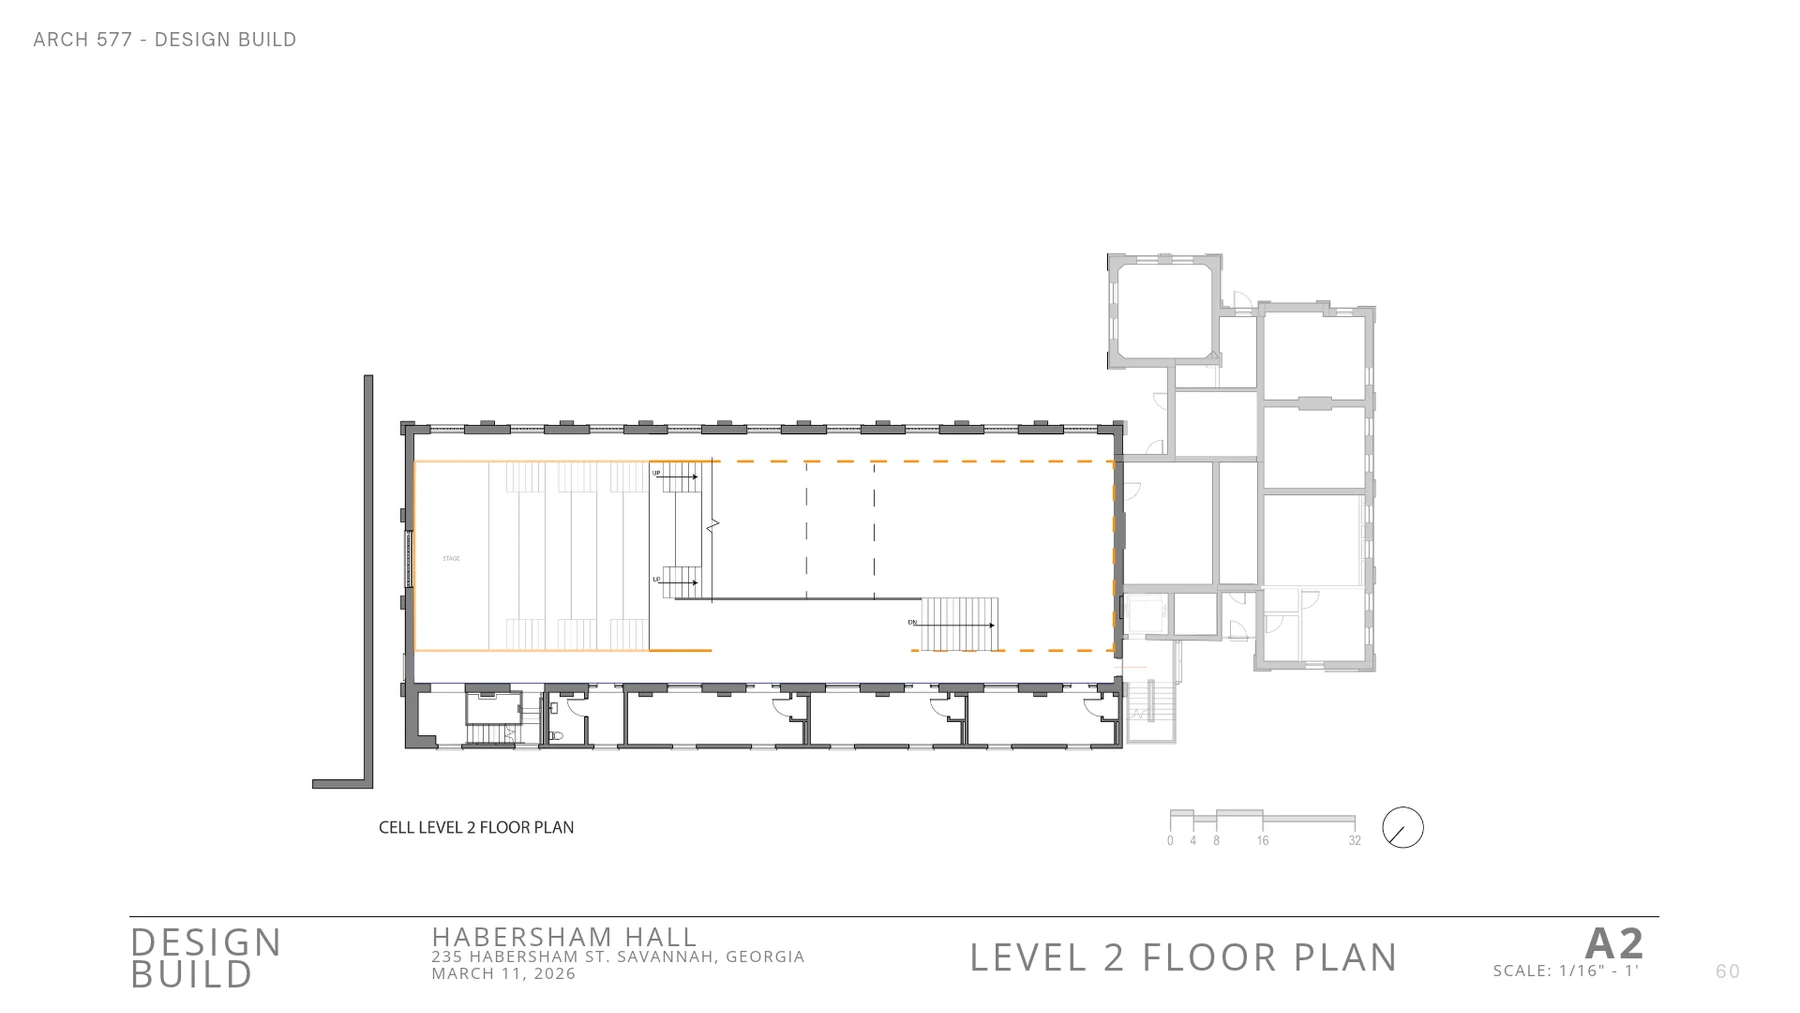 ARCH 577 - DESIGN BUILD
UP
STAGE
UP
DN
CELL LEVEL 2 FLOOR PLAN
0 4 8 16 32
DESIGN
BUILD
HABERSHAM HALL
235 HABERSHAM ST. SAVANNAH, GEORGIA
MARCH 11, 2026
LEVEL 2 FLOOR PLAN
A2
SCALE: 1/16" - 1'
60